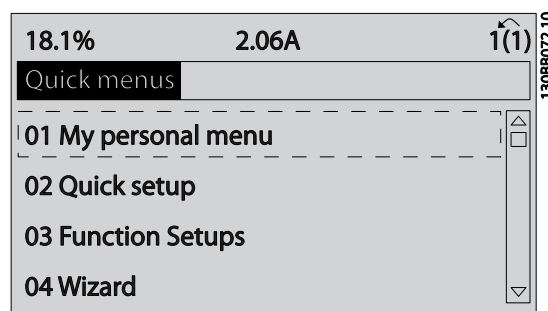 18.1% 2.06A 1(1)
Quick menus
01 My personal menu
02 Quick setup
03 Function Setups
04 Wizard
130BB072.10